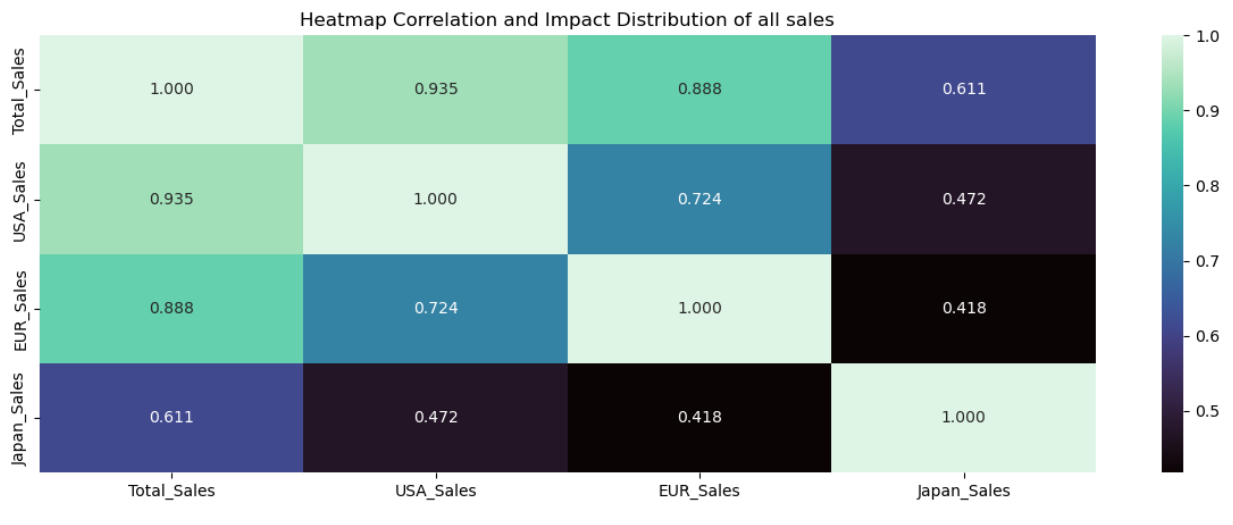 Heatmap Correlation and Impact Distribution of all sales
Total_Sales
1.000
0.935
0.888
0.611
USA_Sales
0.935
1.000
0.724
0.472
EUR_Sales
0.888
0.724
1.000
0.418
Japan_Sales
0.611
0.472
0.418
1.000
Total_Sales
USA_Sales
EUR_Sales
Japan_Sales
1.0
0.9
0.8
0.7
0.6
0.5